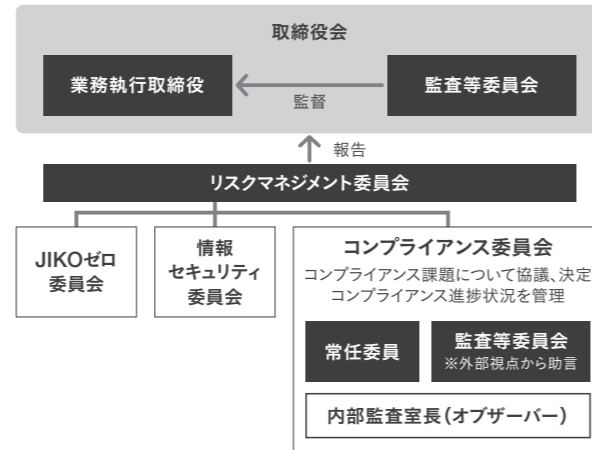 取締役会
業務執行取締役
監査等委員会
監督
報告
リスクマネジメント委員会
JIKOゼロ
委員会
情報
セキュリティ
委員会
コンプライアンス委員会
コンプライアンス課題について協議、決定
コンプライアンス進捗状況を管理
常任委員
監査等委員会
※外部視点から助言
内部監査室長(オブザーバー)